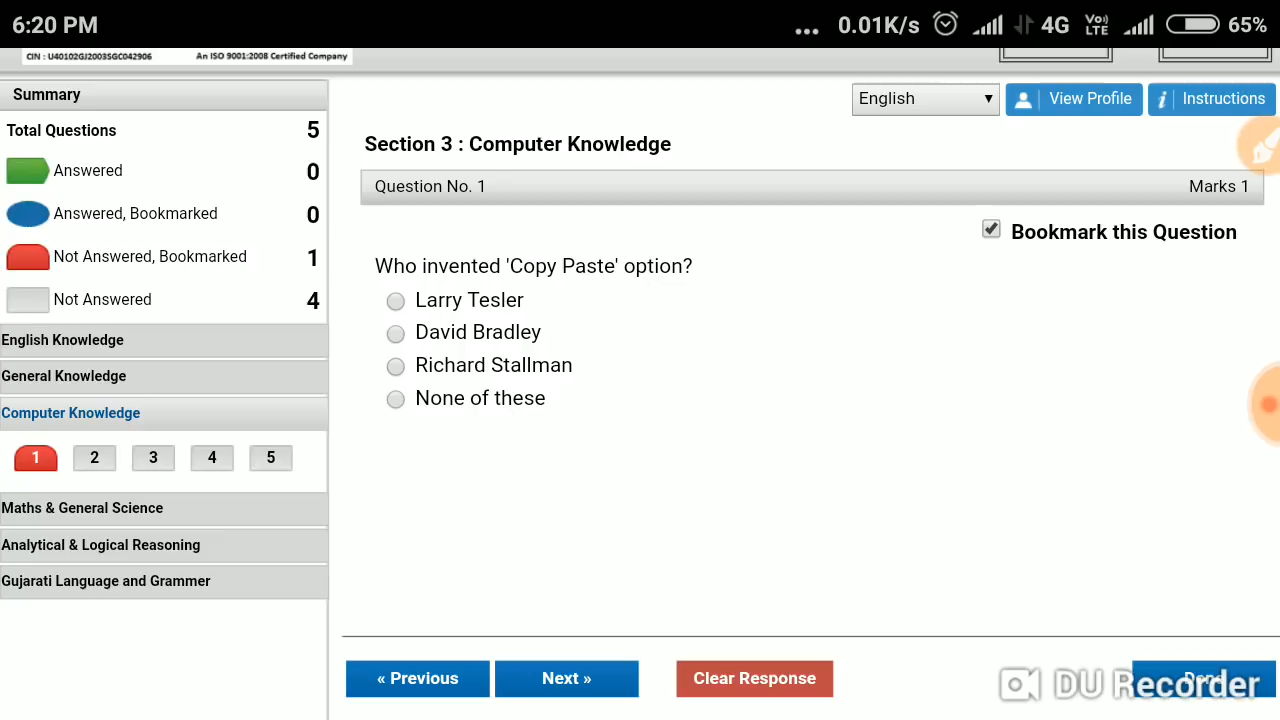 6:20 PM
... 0.01K/s 4G Vo)) LTE 65%
CIN : U40102GJ2003SGC042906 An ISO 9001:2008 Certified Company
Summary
Total Questions 5
Answered 0
Answered, Bookmarked 0
Not Answered, Bookmarked 1
Not Answered 4
English Knowledge
General Knowledge
Computer Knowledge
1 2 3 4 5
Maths & General Science
Analytical & Logical Reasoning
Gujarati Language and Grammer
English View Profile Instructions
Section 3 : Computer Knowledge
Question No. 1 Marks 1
Bookmark this Question
Who invented 'Copy Paste' option?
Larry Tesler
David Bradley
Richard Stallman
None of these
« Previous Next » Clear Response
DU Recorder